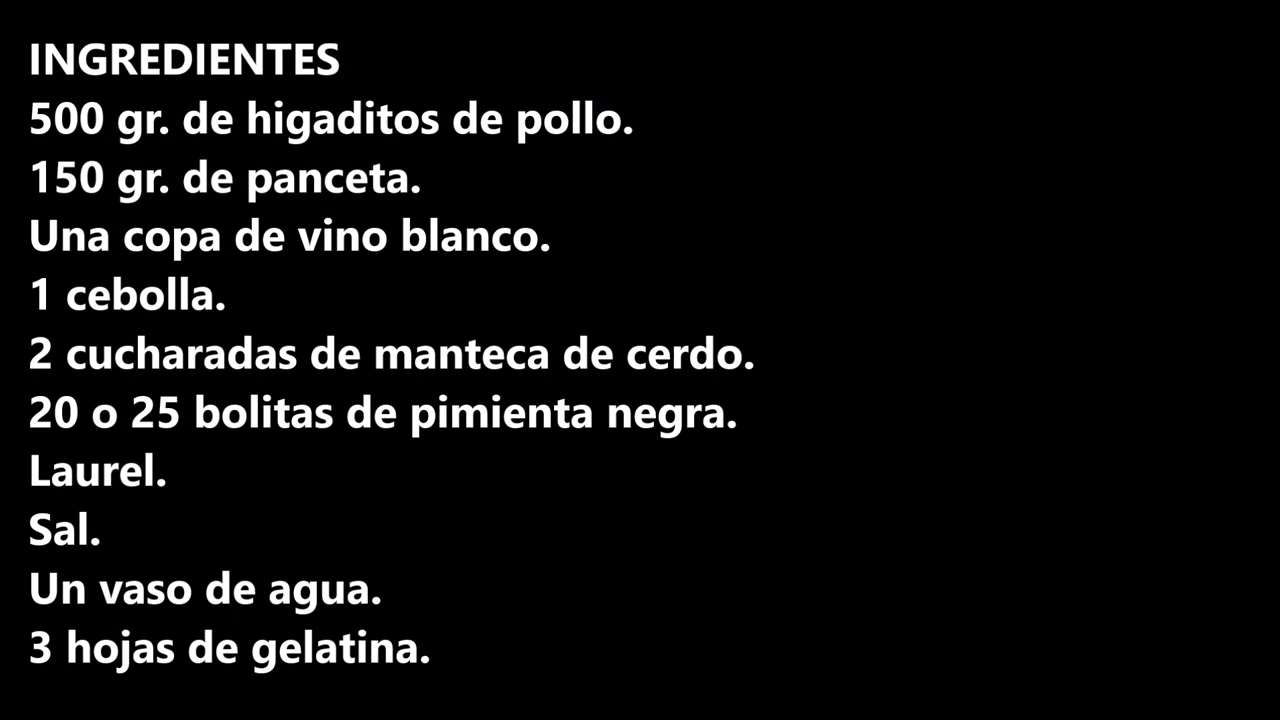 INGREDIENTES
500 gr. de higaditos de pollo.
150 gr. de panceta.
Una copa de vino blanco.
1 cebolla.
2 cucharadas de manteca de cerdo.
20 o 25 bolitas de pimienta negra.
Laurel.
Sal.
Un vaso de agua.
3 hojas de gelatina.